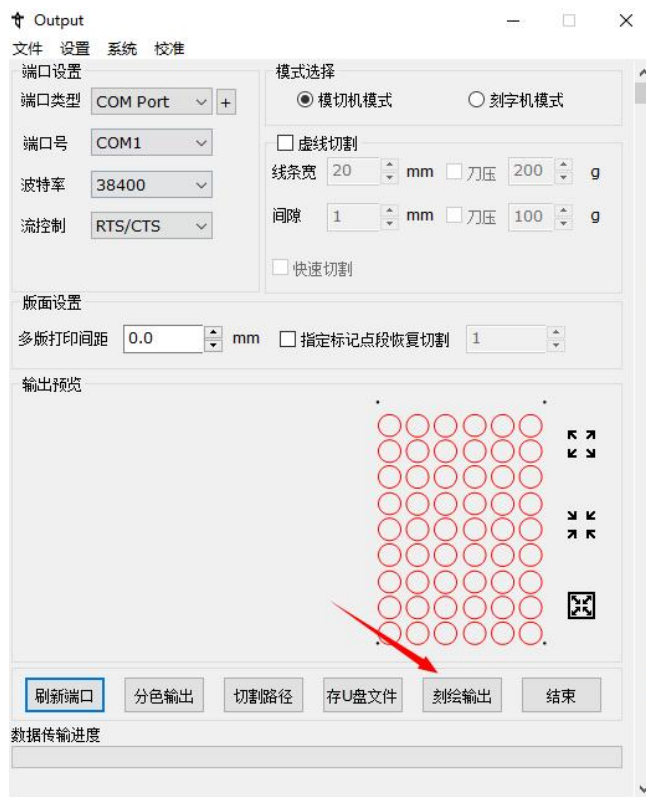 Output
文件 设置 系统 校准
端口设置
端口类型 COM Port +
端口号 COM1
波特率 38400
流控制 RTS/CTS
模式选择
模切机模式 刻字机模式
虚线切割
线条宽 20 mm 刀压 200 g
间隙 1 mm 刀压 100 g
快速切割
版面设置
多版打印间距 0.0 mm 指定标记点段恢复切割 1
输出预览
刷新端口 分色输出 切割路径 存U盘文件 刻绘输出 结束
数据传输进度